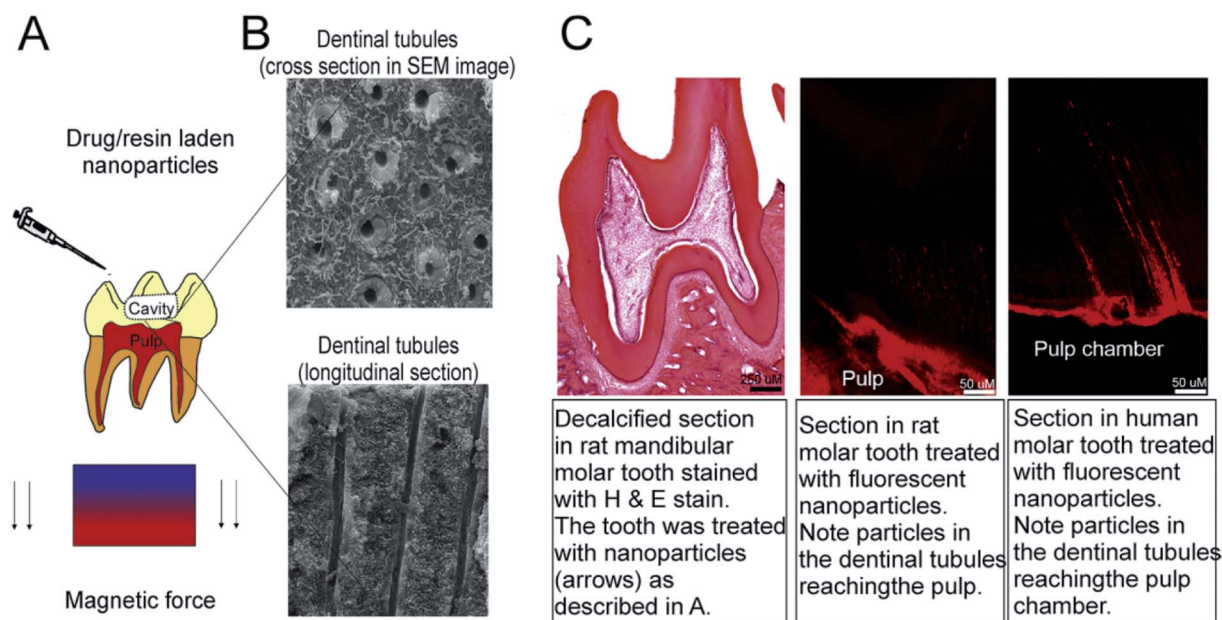 A
Drug/resin laden
nanoparticles
Cavity
Pulp
Magnetic force
B
Dentinal tubules
(cross section in SEM image)
Dentinal tubules
(longitudinal section)
C
250 uM
Pulp
50 uM
Pulp chamber
50 uM
Decalcified section
in rat mandibular
molar tooth stained
with H & E stain.
The tooth was treated
with nanoparticles
(arrows) as
described in A.
Section in rat
molar tooth treated
with fluorescent
nanoparticles.
Note particles in
the dentinal tubules
reachingthe pulp.
Section in human
molar tooth treated
with fluorescent
nanoparticles.
Note particles in
the dentinal tubules
reachingthe pulp
chamber.